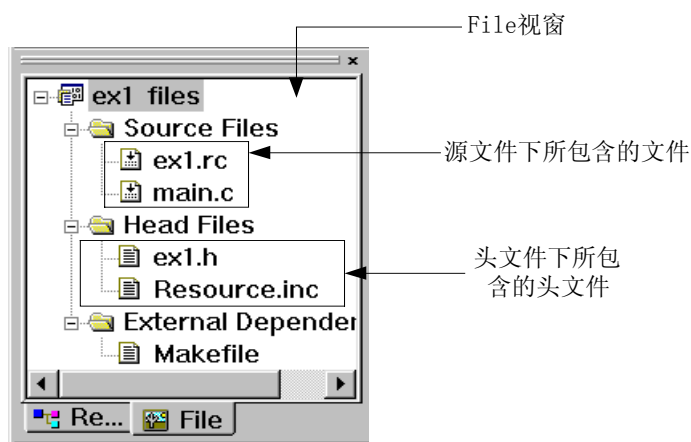 File视窗
ex1 files
Source Files
ex1.rc
源文件下所包含的文件
main.c
Head Files
ex1.h
头文件下所包
含的头文件
Resource.inc
External Depender
Makefile
Re... File